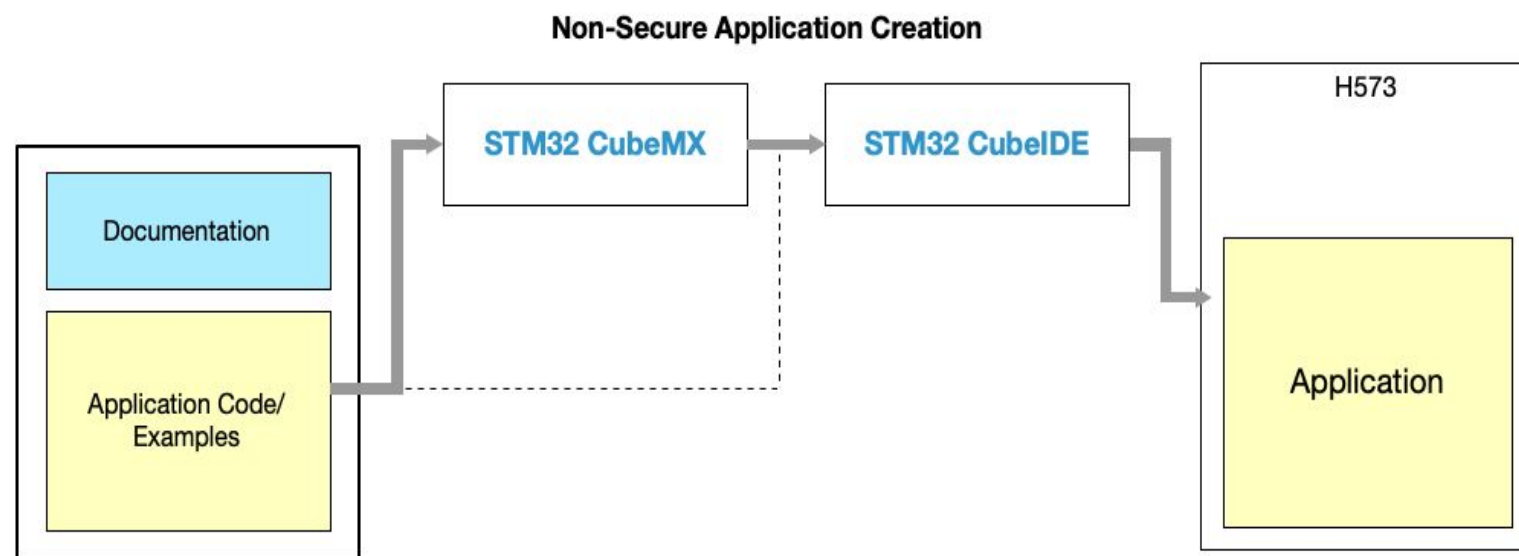 Non-Secure Application Creation
H573
STM32 CubeMX
STM32 CubeIDE
Documentation
Application Code/
Examples
Application